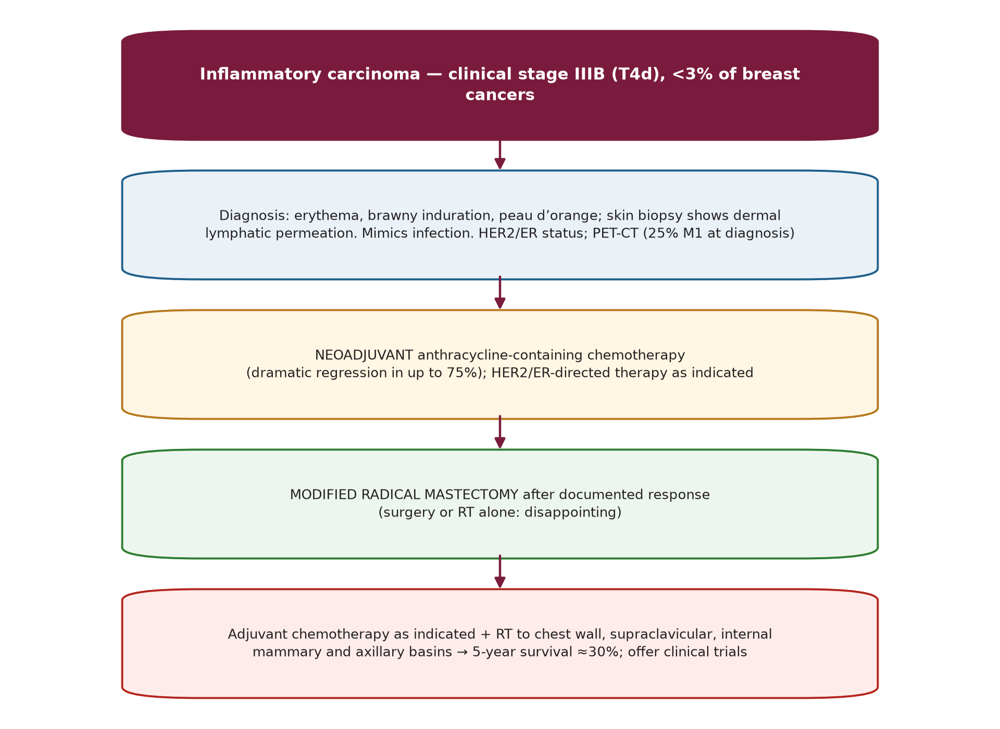 Inflammatory carcinoma — clinical stage IIIB (T4d), <3% of breast
cancers
Diagnosis: erythema, brawny induration, peau d’orange; skin biopsy shows dermal
lymphatic permeation. Mimics infection. HER2/ER status; PET-CT (25% M1 at diagnosis)
NEOADJUVANT anthracycline-containing chemotherapy
(dramatic regression in up to 75%); HER2/ER-directed therapy as indicated
MODIFIED RADICAL MASTECTOMY after documented response
(surgery or RT alone: disappointing)
Adjuvant chemotherapy as indicated + RT to chest wall, supraclavicular, internal
mammary and axillary basins → 5-year survival ≈30%; offer clinical trials